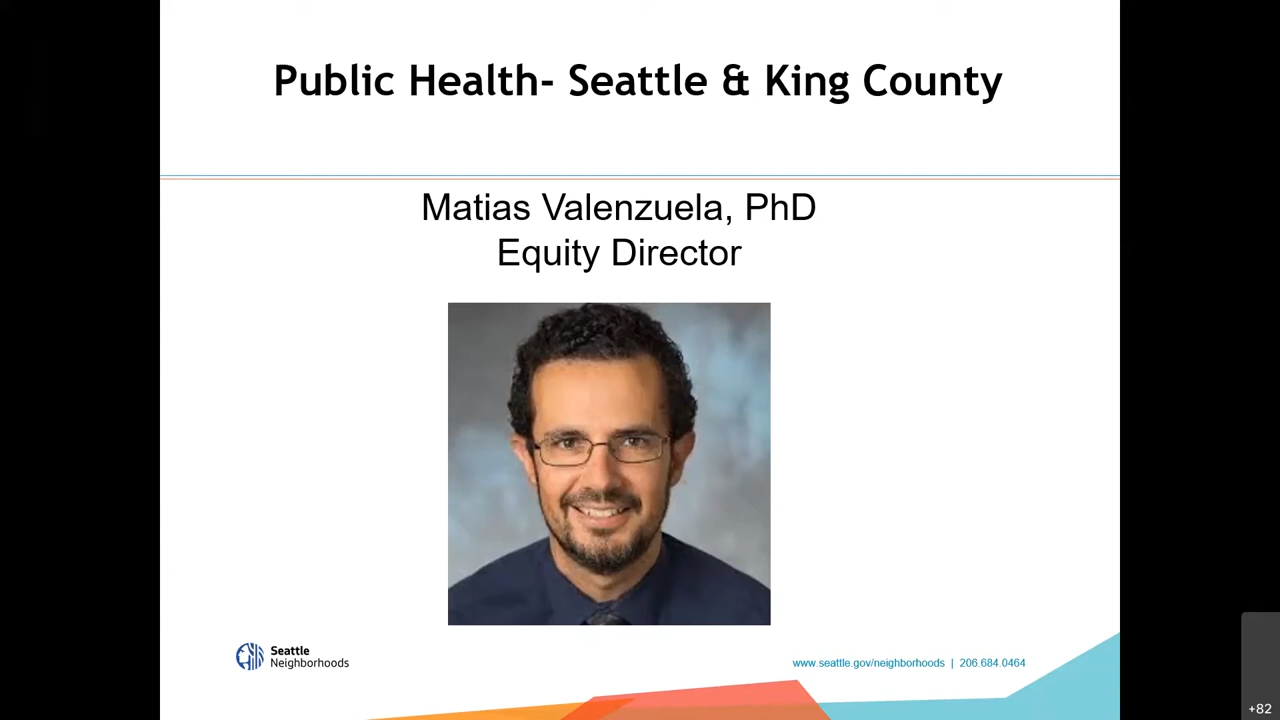 Public Health- Seattle & King County
Matias Valenzuela, PhD
Equity Director
Seattle
Neighborhoods
www.seattle.gov/neighborhoods | 206.684.0464
+82